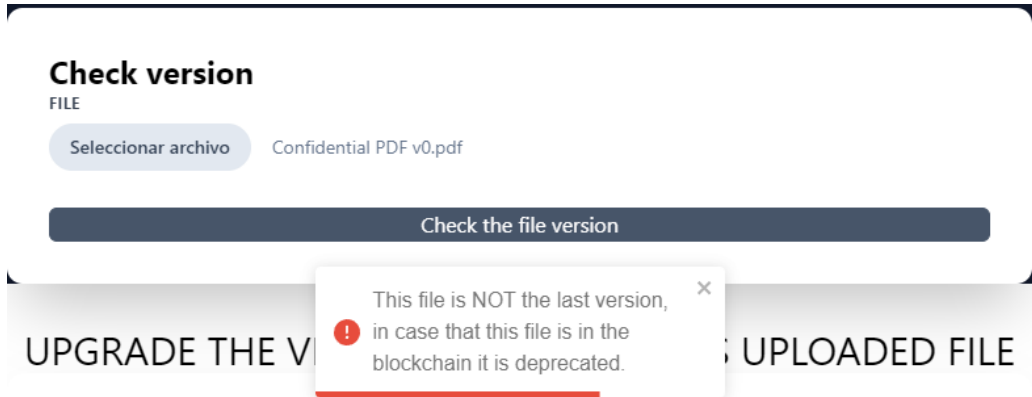 Check version
FILE
Seleccionar archivo Confidential PDF v0.pdf
Check the file version
This file is NOT the last version,
in case that this file is in the
blockchain it is deprecated.
UPGRADE THE V UPLOADED FILE